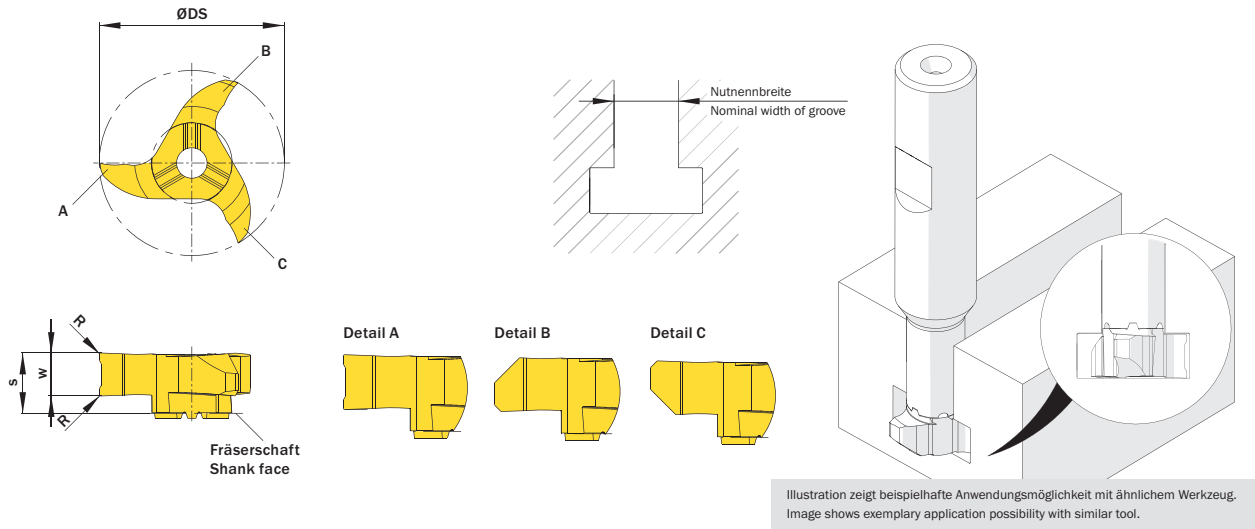 ØDS
B
A
C
Nutnennbreite
Nominal width of groove
R
s
w
R
Fräserschaft
Shank face
Detail A
Detail B
Detail C
Illustration zeigt beispielhafte Anwendungsmöglichkeit mit ähnlichem Werkzeug.
Image shows exemplary application possibility with similar tool.